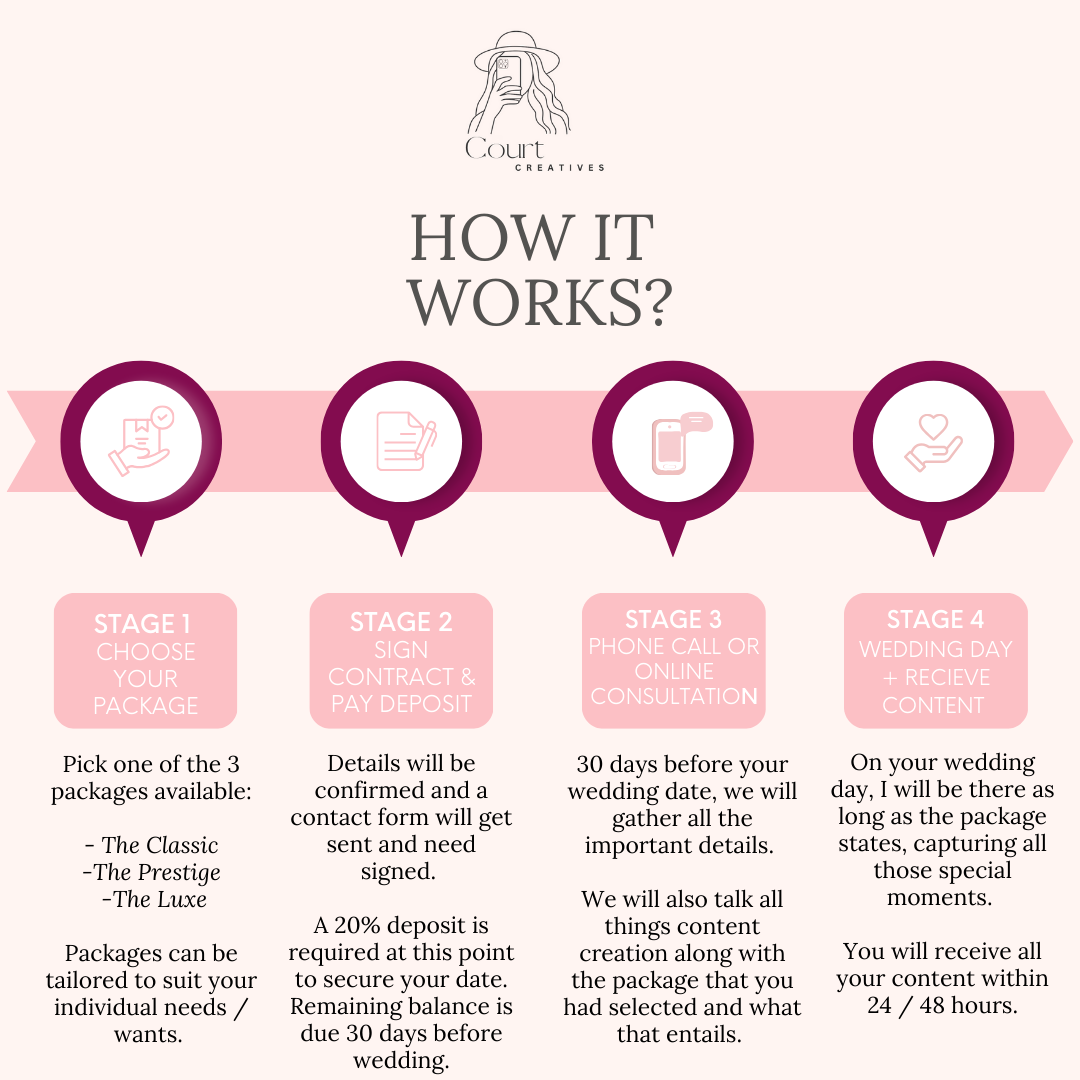 Court
CREATIVES
HOW IT
WORKS?
STAGE 1
CHOOSE
YOUR
PACKAGE
Pick one of the 3
packages available:
- The Classic
-The Prestige
-The Luxe
Packages can be
tailored to suit your
individual needs /
wants.
STAGE 2
SIGN
CONTRACT &
PAY DEPOSIT
Details will be
confirmed and a
contact form will get
sent and need
signed.
A 20% deposit is
required at this point
to secure your date.
Remaining balance is
due 30 days before
wedding.
STAGE 3
PHONE CALL OR
ONLINE
CONSULTATION
30 days before your
wedding date, we will
gather all the
important details.
We will also talk all
things content
creation along with
the package that you
had selected and what
that entails.
STAGE 4
WEDDING DAY
+ RECIEVE
CONTENT
On your wedding
day, I will be there as
long as the package
states, capturing all
those special
moments.
You will receive all
your content within
24 / 48 hours.